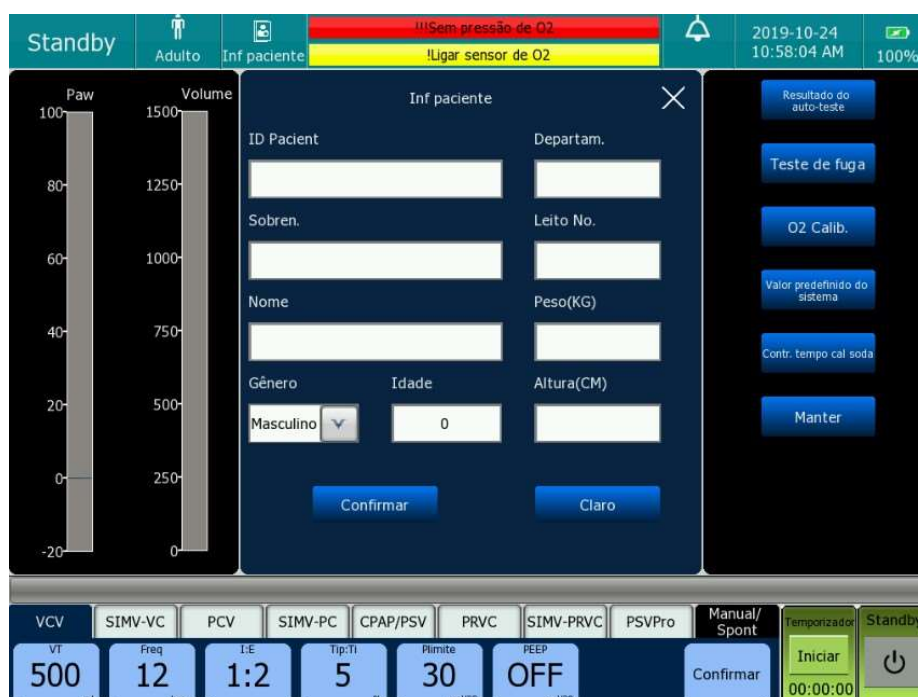 Standby
Adulto
Inf paciente
!!!Sem pressão de O2
!Ligar sensor de O2
2019-10-24
10:58:04 AM
100%
Paw
100
80
60
40
20
0
-20
Volume
1500
1250
1000
750
500
250
0
Inf paciente
ID Pacient
Departam.
Sobren.
Leito No.
Nome
Peso(KG)
Gênero
Idade
Altura(CM)
Masculino
0
Confirmar
Claro
Resultado do
auto-teste
Teste de fuga
O2 Calib.
Valor predefinido do
sistema
Contr. tempo cal soda
Manter
VCV
SIMV-VC
PCV
SIMV-PC
CPAP/PSV
PRVC
SIMV-PRVC
PSVPro
Manual/
Spont
Temporizador
Standby
VT
500
Freq
12
I:E
1:2
Tip:Ti
5
Plimite
30
PEEP
OFF
Confirmar
Iniciar
00:00:00